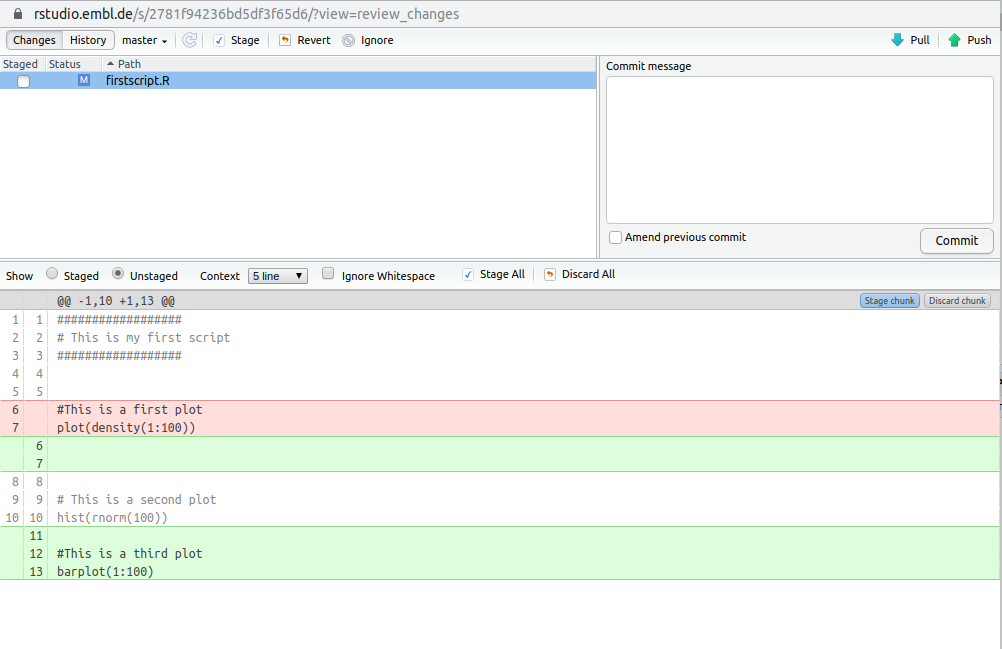 rstudio.embl.de/s/2781f94236bd5df3f65d6/?view=review_changes
Changes History master Stage Revert Ignore Pull Push
Staged Status Path
M firstscript.R
Commit message
Amend previous commit
Commit
Show Staged Unstaged Context 5 line Ignore Whitespace Stage All Discard All
@@ -1,10 +1,13 @@ Stage chunk Discard chunk
1 1 ##################
2 2 # This is my first script
3 3 ##################
4 4
5 5
6 #This is a first plot
7 plot(density(1:100))
6
7
8 8
9 9 # This is a second plot
10 10 hist(rnorm(100))
11
12 #This is a third plot
13 barplot(1:100)